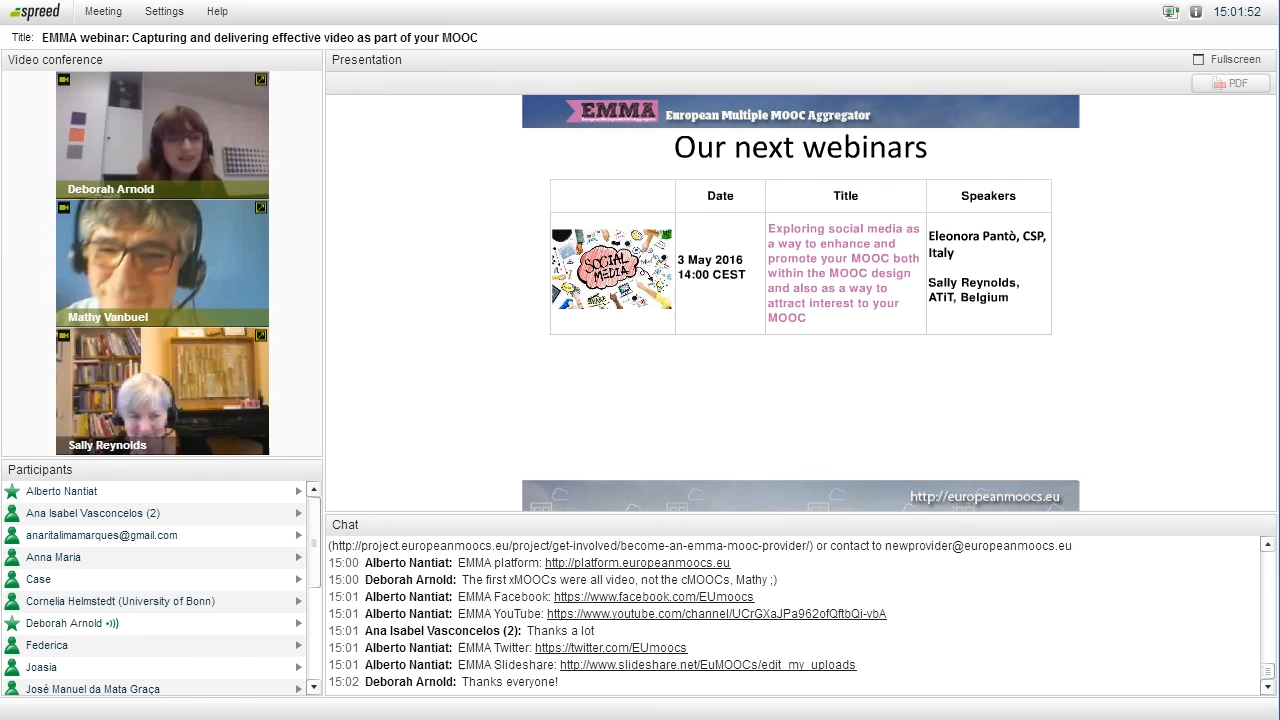 spreed
Meeting
Settings
Help
15:01:52
Title: EMMA webinar: Capturing and delivering effective video as part of your MOOC
Video conference
Deborah Arnold
Mathy Vanbuel
Sally Reynolds
Participants
Alberto Nantiat
Ana Isabel Vasconcelos (2)
anaritalimamarques@gmail.com
Anna Maria
Case
Cornelia Helmstedt (University of Bonn)
Deborah Arnold
Federica
Joasia
José Manuel da Mata Graça
Presentation
Fullscreen
PDF
EMMA European Multiple MOOC Aggregator
Our next webinars
Date
Title
Speakers
SOCIAL
MEDIA
3 May 2016
14:00 CEST
Exploring social media as
a way to enhance and
promote your MOOC both
within the MOOC design
and also as a way to
attract interest to your
MOOC
Eleonora Pantò, CSP,
Italy
Sally Reynolds,
ATiT, Belgium
http://europeanmoocs.eu
Chat
(http://project.europeanmoocs.eu/project/get-involved/become-an-emma-mooc-provider/) or contact to newprovider@europeanmoocs.eu
15:00 Alberto Nantiat: EMMA platform: http://platform.europeanmoocs.eu
15:00 Deborah Arnold: The first xMOOCs were all video, not the cMOOCs, Mathy ;)
15:01 Alberto Nantiat: EMMA Facebook: https://www.facebook.com/EUmoocs
15:01 Alberto Nantiat: EMMA YouTube: https://www.youtube.com/channel/UCrGXaJPa962ofQftbQi-vbA
15:01 Ana Isabel Vasconcelos (2): Thanks a lot
15:01 Alberto Nantiat: EMMA Twitter: https://twitter.com/EUmoocs
15:01 Alberto Nantiat: EMMA Slideshare: http://www.slideshare.net/EuMOOCs/edit_my_uploads
15:02 Deborah Arnold: Thanks everyone!